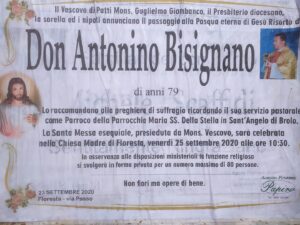 Il Vescovo di Patti Mons. Guglielmo Giombanco, il Presbiterio diocesano,
la sorella ed i nipoti annunciano il passaggio alla Pasqua eterna di Gesù Risorto di
Don Antonino Bisignano
di anni 79
Lo raccomandano alla preghiera di suffragio ricordando il suo servizio pastorale
come Parroco della Parrocchia Maria SS. Della Stella in Sant'Angelo di Brolo.
La Santa Messa esequiale, presieduta da Mons. Vescovo, sarà celebrata
nella Chiesa Madre di Floresta, venerdì 25 settembre 2020 alle ore 10:30.
in osservanza alle disposizioni ministeriali la funzione religiosa
si svolgerà in forma privata per un numero massimo di 80 persone.
Non fiori ma opere di bene.
23 SETTEMBRE 2020
Floresta - via Passo